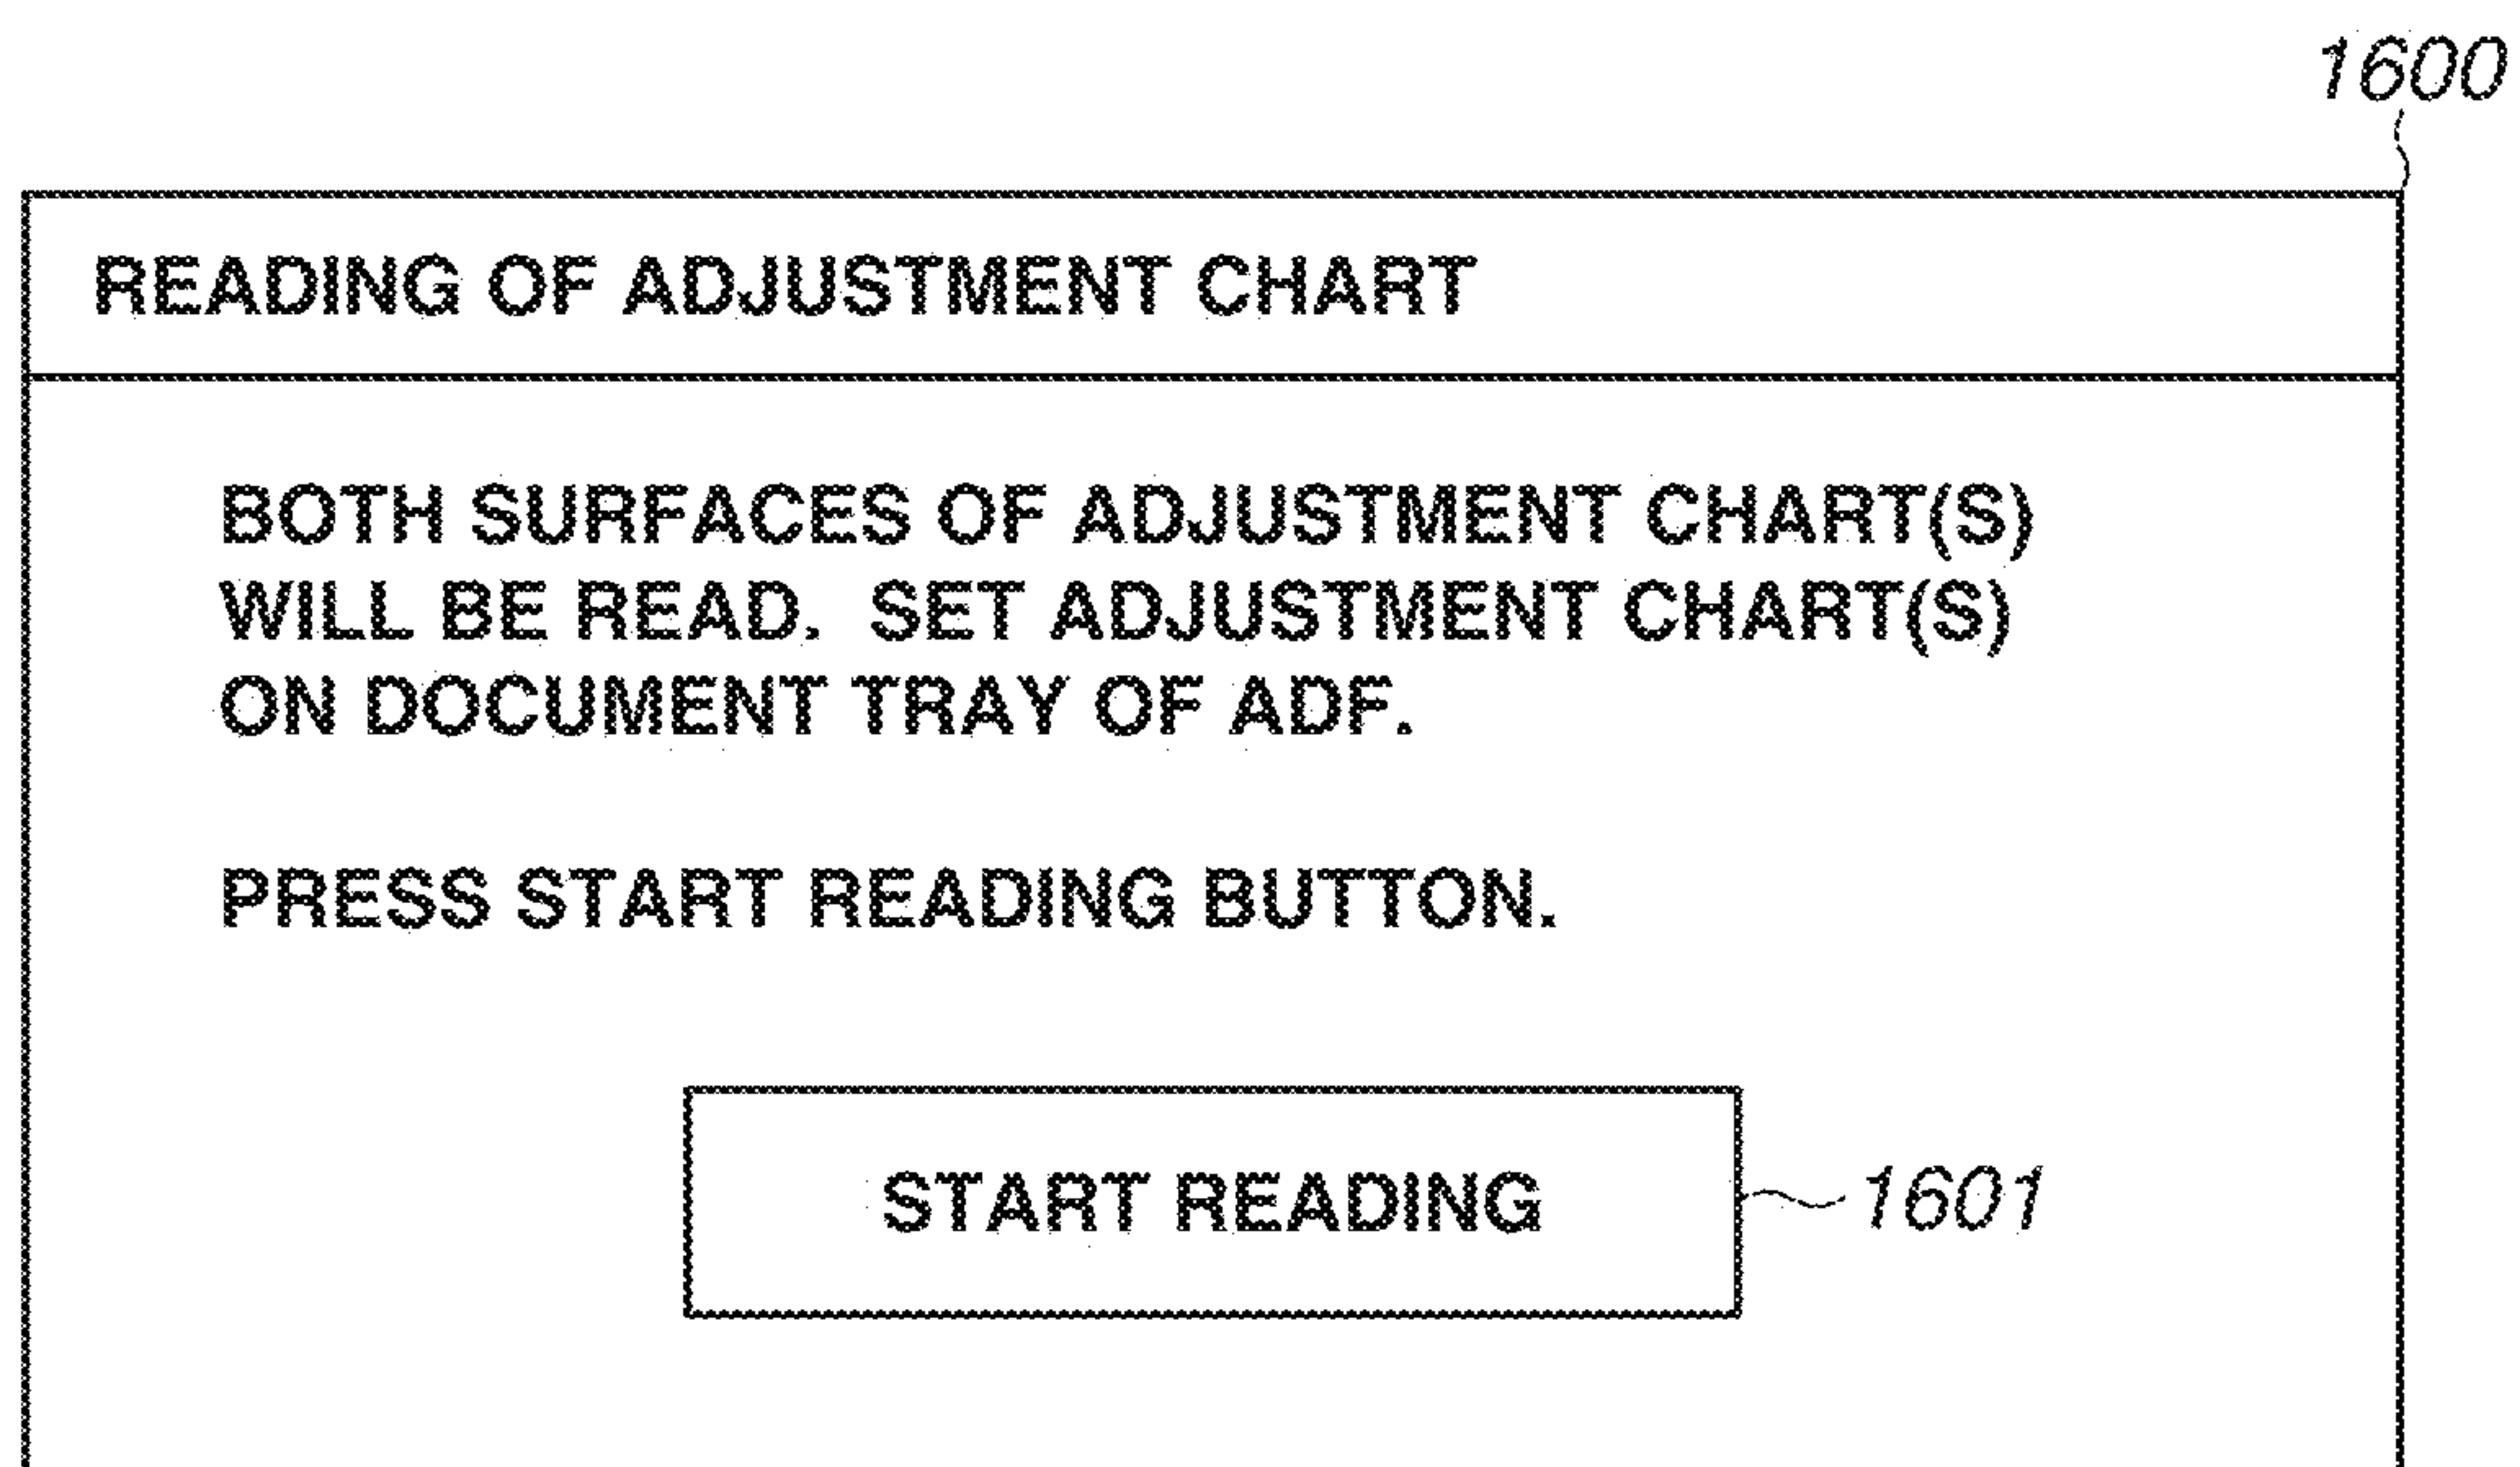 1600
READING OF ADJUSTMENT CHART
BOTH SURFACES OF ADJUSTMENT CHART(S)
WILL BE READ. SET ADJUSTMENT CHART(S)
ON DOCUMENT TRAY OF ADF.
PRESS START READING BUTTON.
START READING
1601